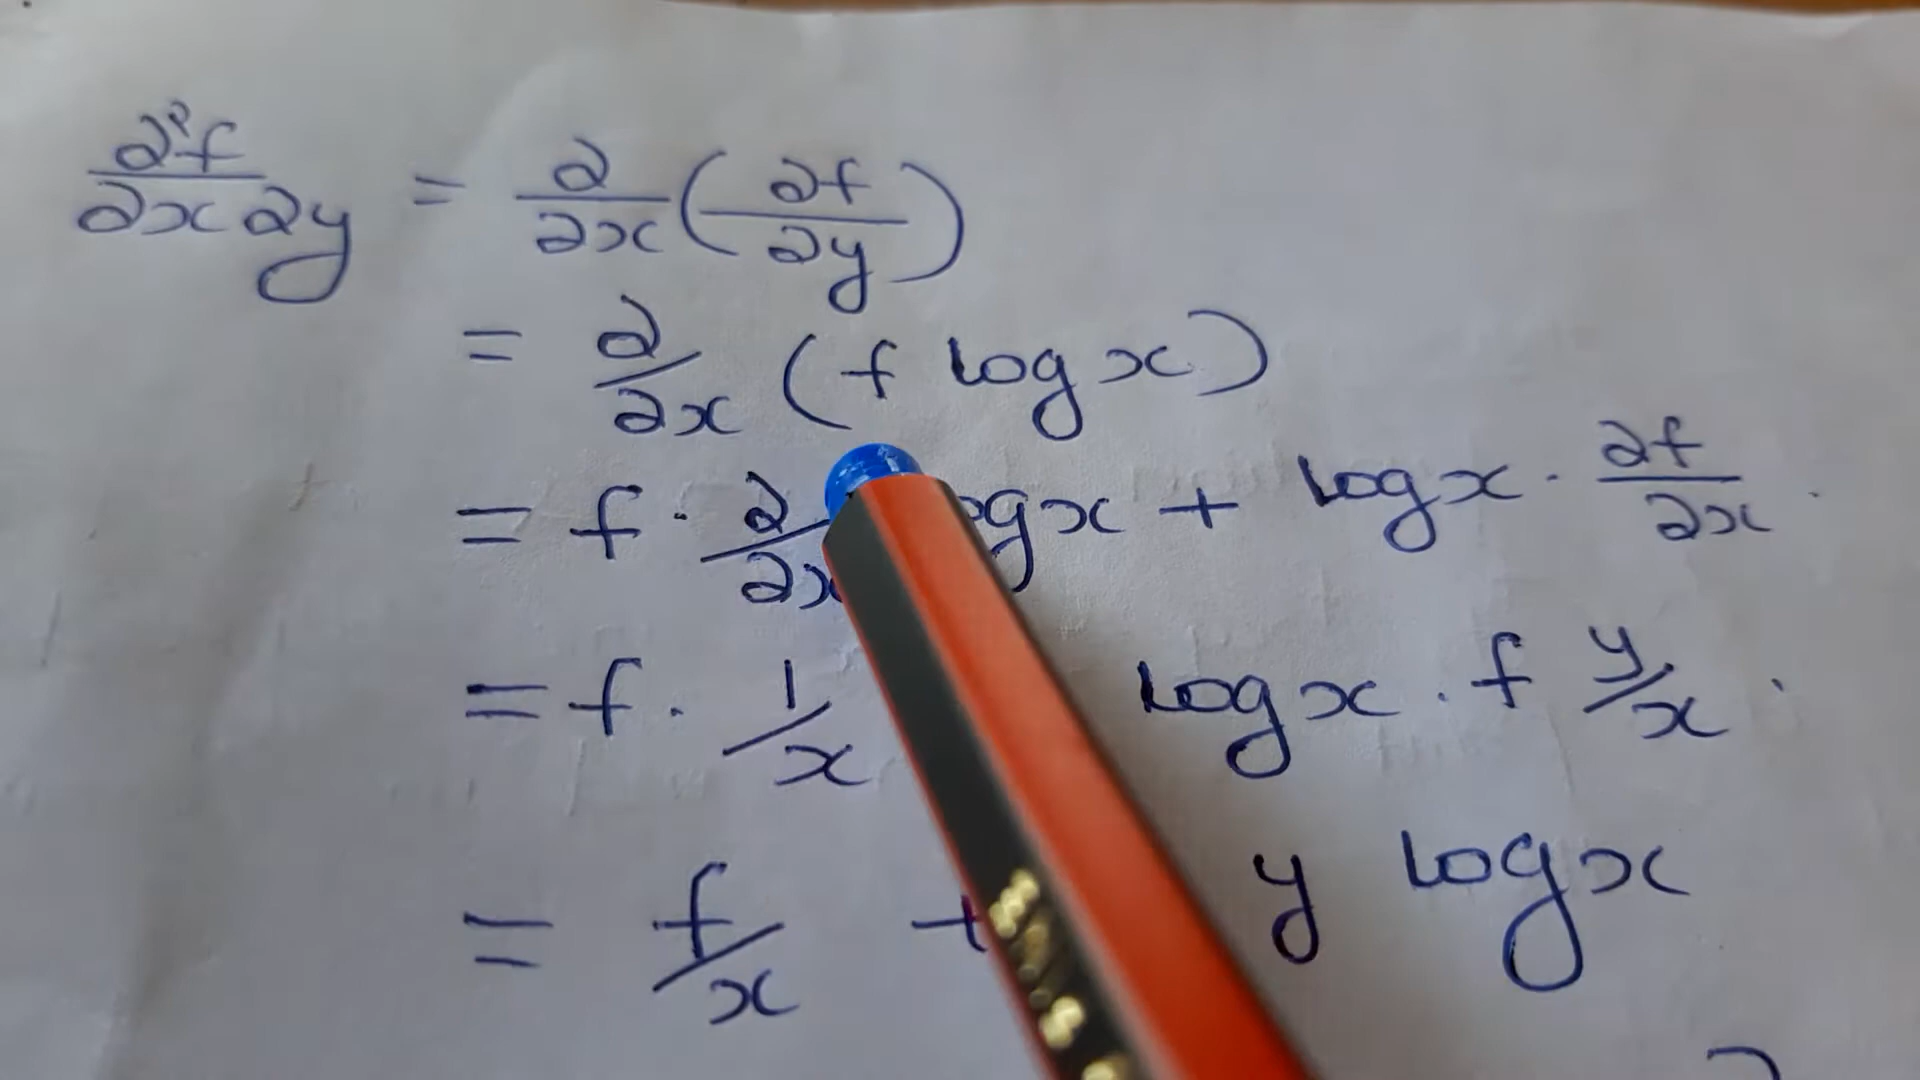 ∂²f/∂x∂y = ∂/∂x (∂f/∂y)
= ∂/∂x (f log x)
= f · ∂/∂x log x + log x · ∂f/∂x
= f · 1/x log x · f y/x
= f/x + y log x